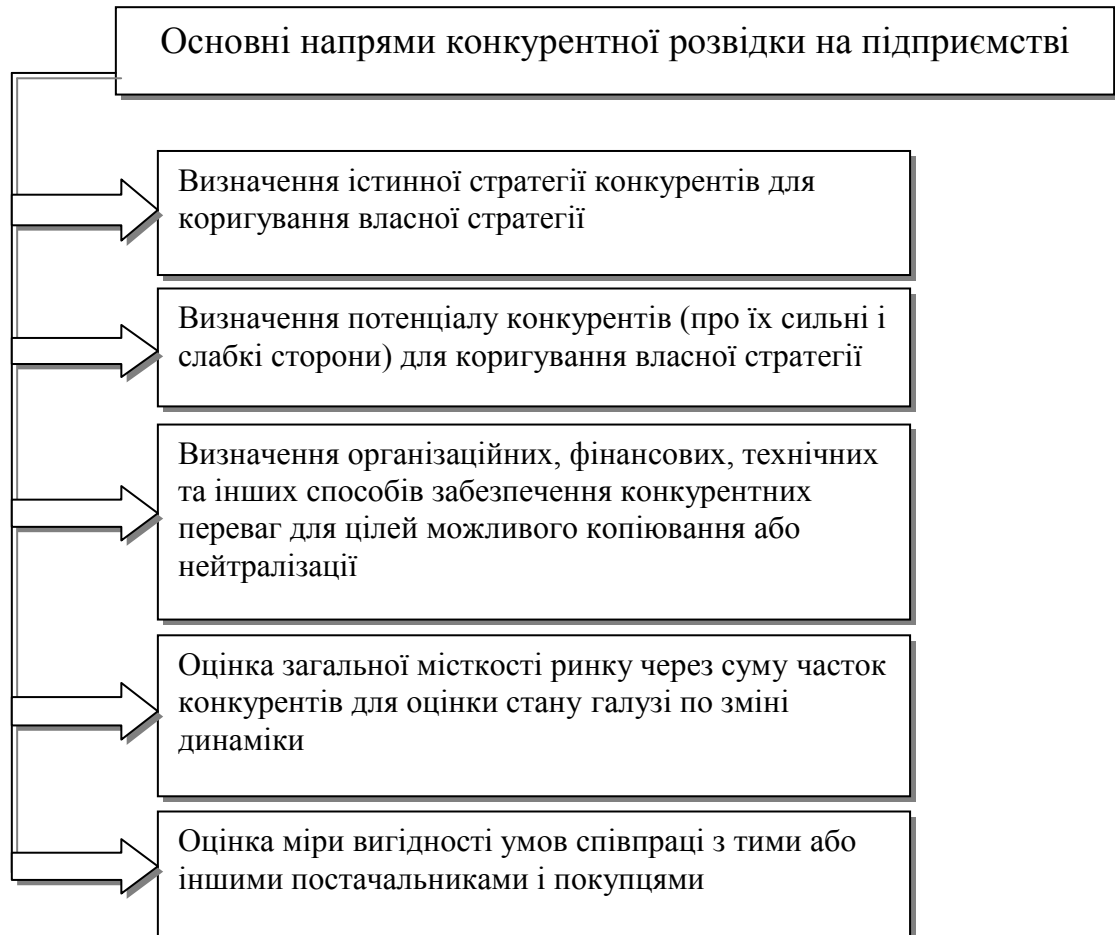 Основні напрями конкурентної розвідки на підприємстві
Визначення істинної стратегії конкурентів для
коригування власної стратегії
Визначення потенціалу конкурентів (про їх сильні і
слабкі сторони) для коригування власної стратегії
Визначення організаційних, фінансових, технічних
та інших способів забезпечення конкурентних
переваг для цілей можливого копіювання або
нейтралізації
Оцінка загальної місткості ринку через суму часток
конкурентів для оцінки стану галузі по зміні
динаміки
Оцінка міри вигідності умов співпраці з тими або
іншими постачальниками і покупцями